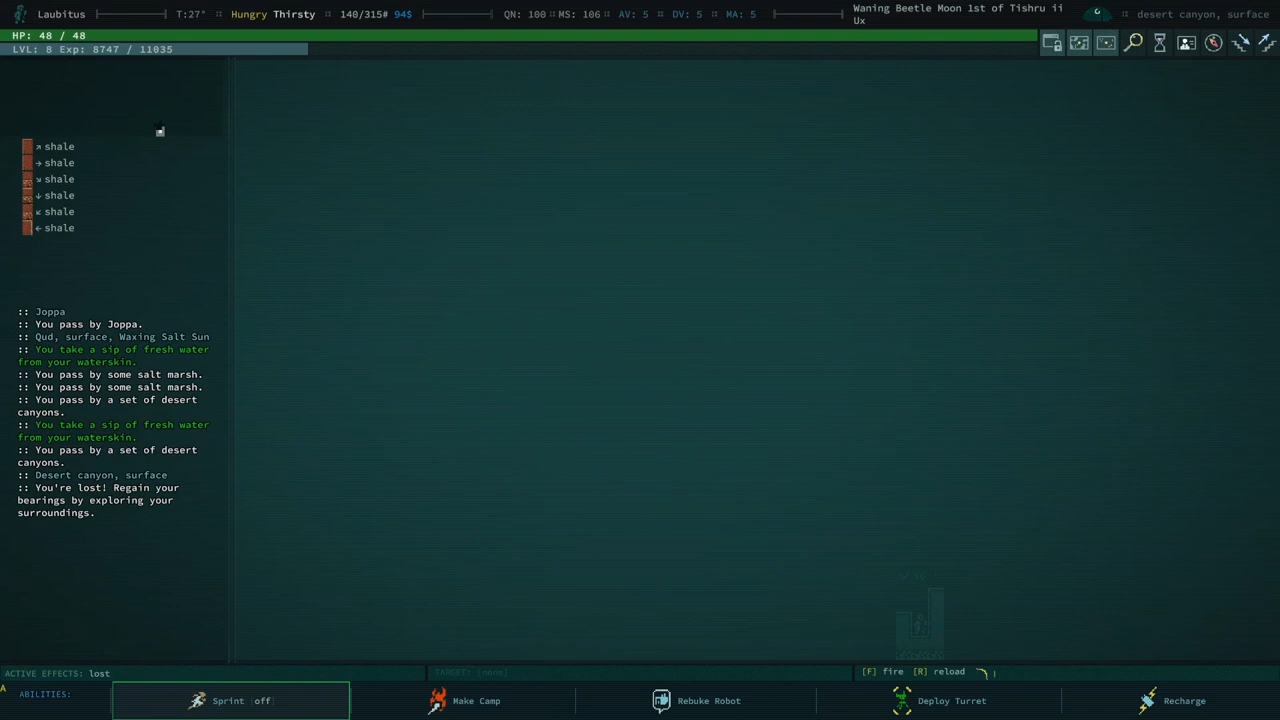 Laubitus T:27° Hungry Thirsty 140/315# 94$ QN: 100 MS: 106 AV: 5 DV: 5 MA: 5 Waning Beetle Moon 1st of Tishru ii
Ux desert canyon, surface
HP: 48 / 48
LVL: 8 Exp: 8747 / 11035
↗ shale
→ shale
↘ shale
↓ shale
↙ shale
← shale
:: Joppa
:: You pass by Joppa.
:: Qud, surface, Waxing Salt Sun
:: You take a sip of fresh water
from your waterskin.
:: You pass by some salt marsh.
:: You pass by some salt marsh.
:: You pass by a set of desert
canyons.
:: You take a sip of fresh water
from your waterskin.
:: You pass by a set of desert
canyons.
:: Desert canyon, surface
:: You're lost! Regain your
bearings by exploring your
surroundings.
ACTIVE EFFECTS: lost TARGET: [none] [F] fire [R] reload
A ABILITIES: Sprint [off] Make Camp Rebuke Robot Deploy Turret Recharge